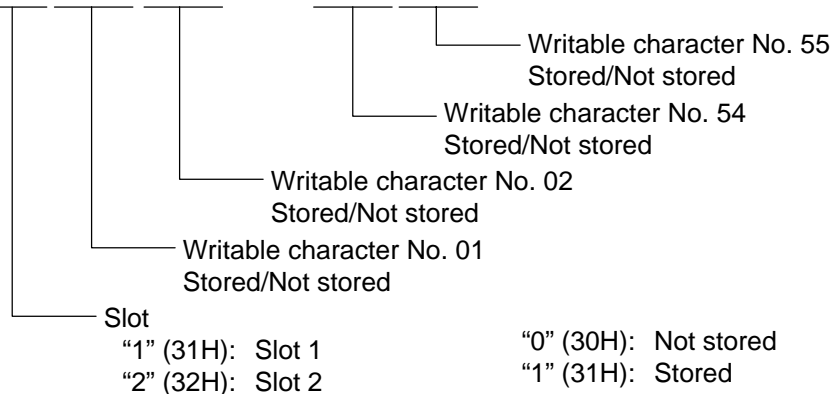 Writable character No. 55
Stored/Not stored
Writable character No. 54
Stored/Not stored
Writable character No. 02
Stored/Not stored
Writable character No. 01
Stored/Not stored
Slot
“1” (31H): Slot 1
“2” (32H): Slot 2
“0” (30H): Not stored
“1” (31H): Stored